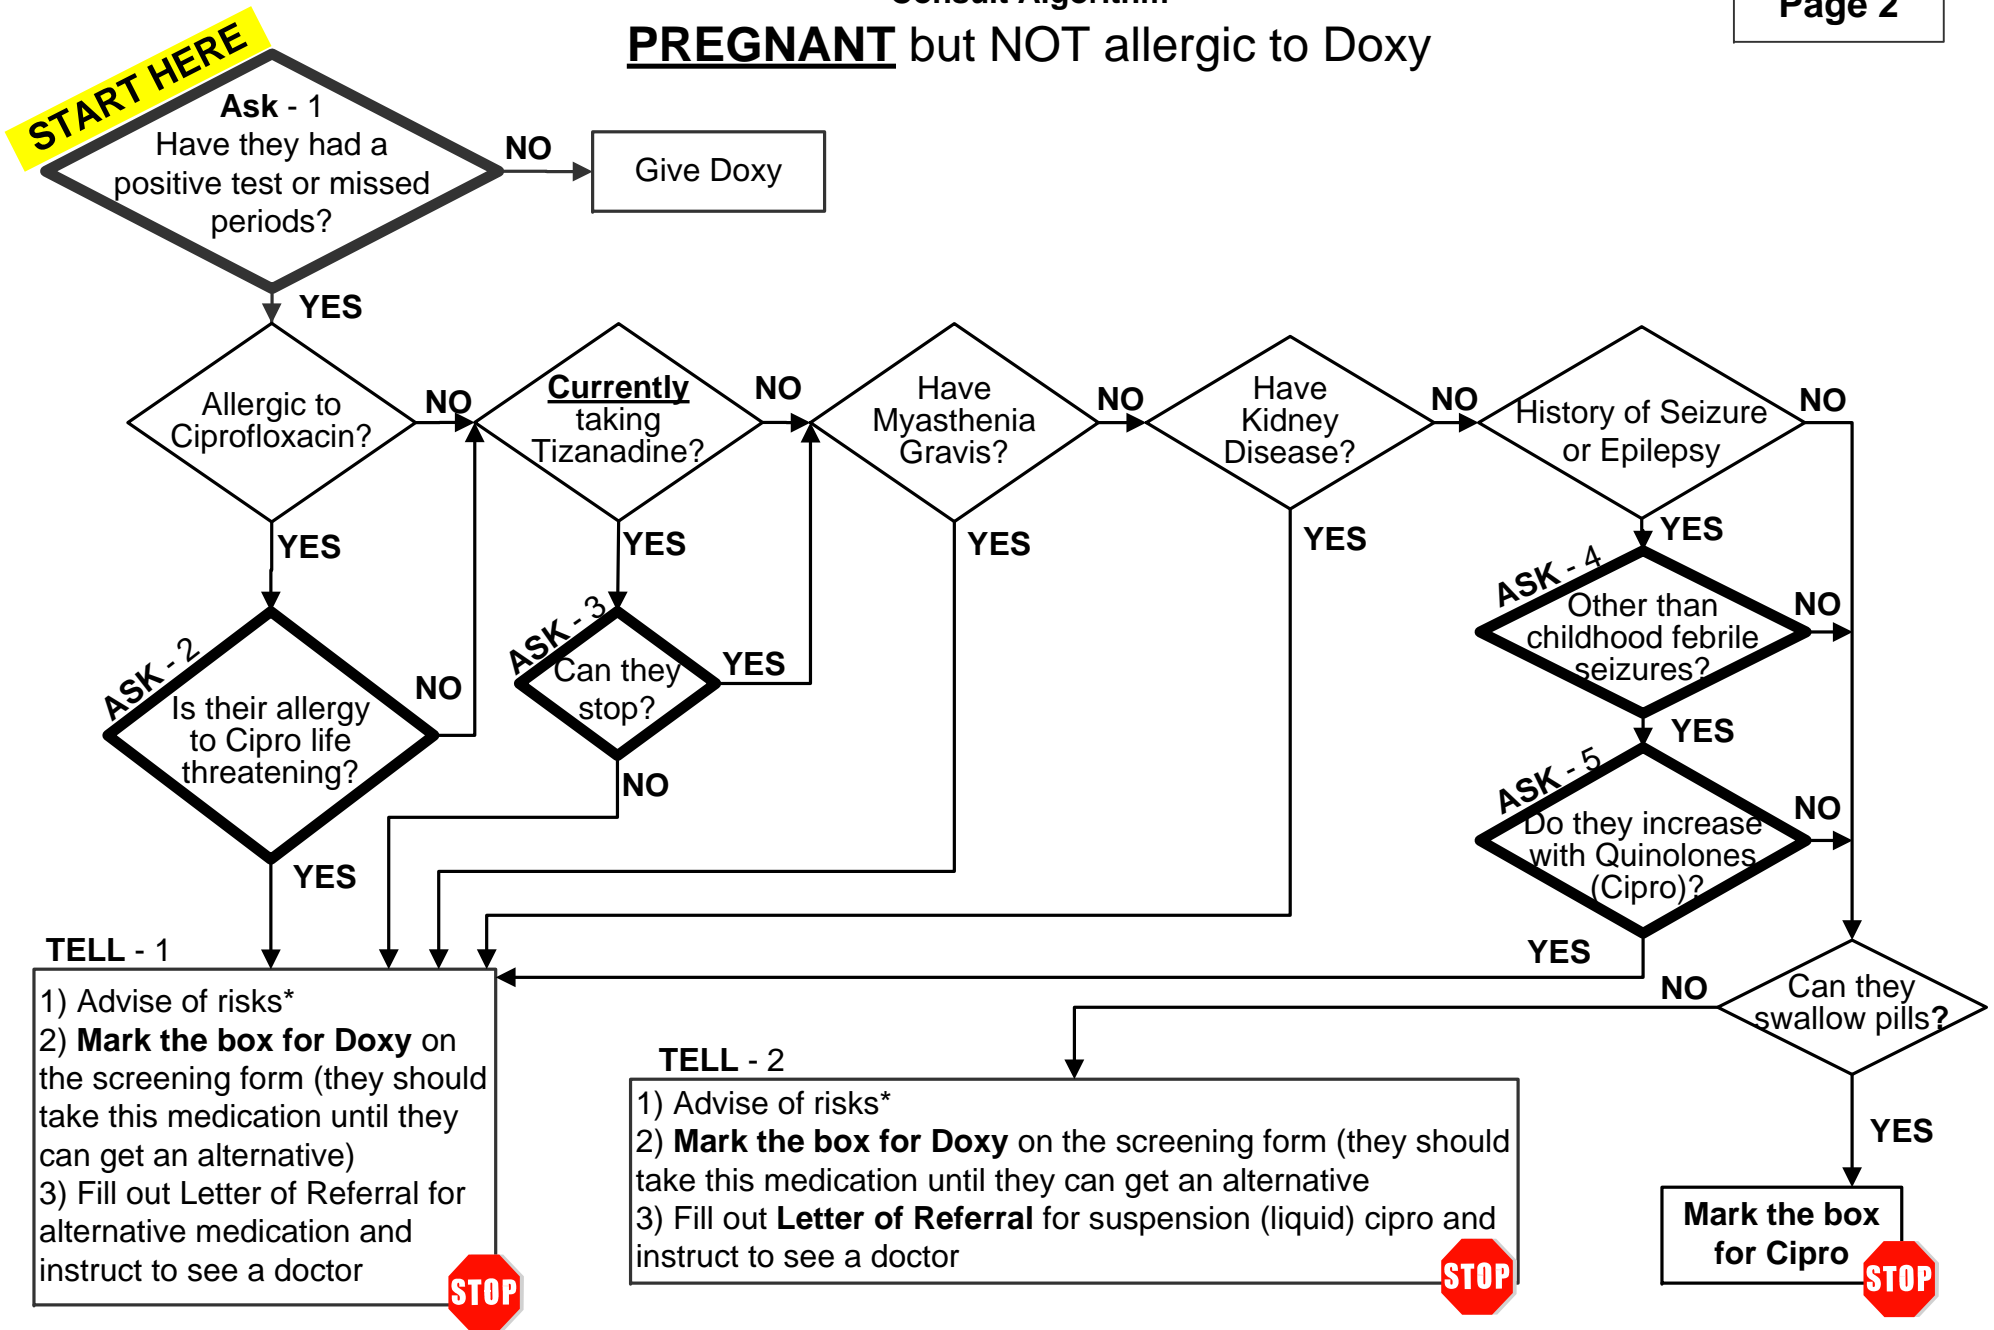 Consult Algorithm
Page 2
PREGNANT but NOT allergic to Doxy
START HERE
Ask - 1
Have they had a
positive test or missed
periods?
NO
Give Doxy
YES
Allergic to
Ciprofloxacin?
NO
Currently
taking
Tizanadine?
NO
Have
Myasthenia
Gravis?
NO
Have
Kidney
Disease?
NO
History of Seizure
or Epilepsy
NO
YES
YES
YES
YES
YES
ASK - 2
Is their allergy
to Cipro life
threatening?
NO
YES
ASK - 3
Can they
stop?
YES
NO
ASK - 4
Other than
childhood febrile
seizures?
NO
YES
ASK - 5
Do they increase
with Quinolones
(Cipro)?
NO
YES
Can they
swallow pills?
NO
YES
TELL - 1
1) Advise of risks*
2) Mark the box for Doxy on
the screening form (they should
take this medication until they
can get an alternative)
3) Fill out Letter of Referral for
alternative medication and
instruct to see a doctor
STOP
TELL - 2
1) Advise of risks*
2) Mark the box for Doxy on the screening form (they should
take this medication until they can get an alternative
3) Fill out Letter of Referral for suspension (liquid) cipro and
instruct to see a doctor
STOP
Mark the box
for Cipro
STOP